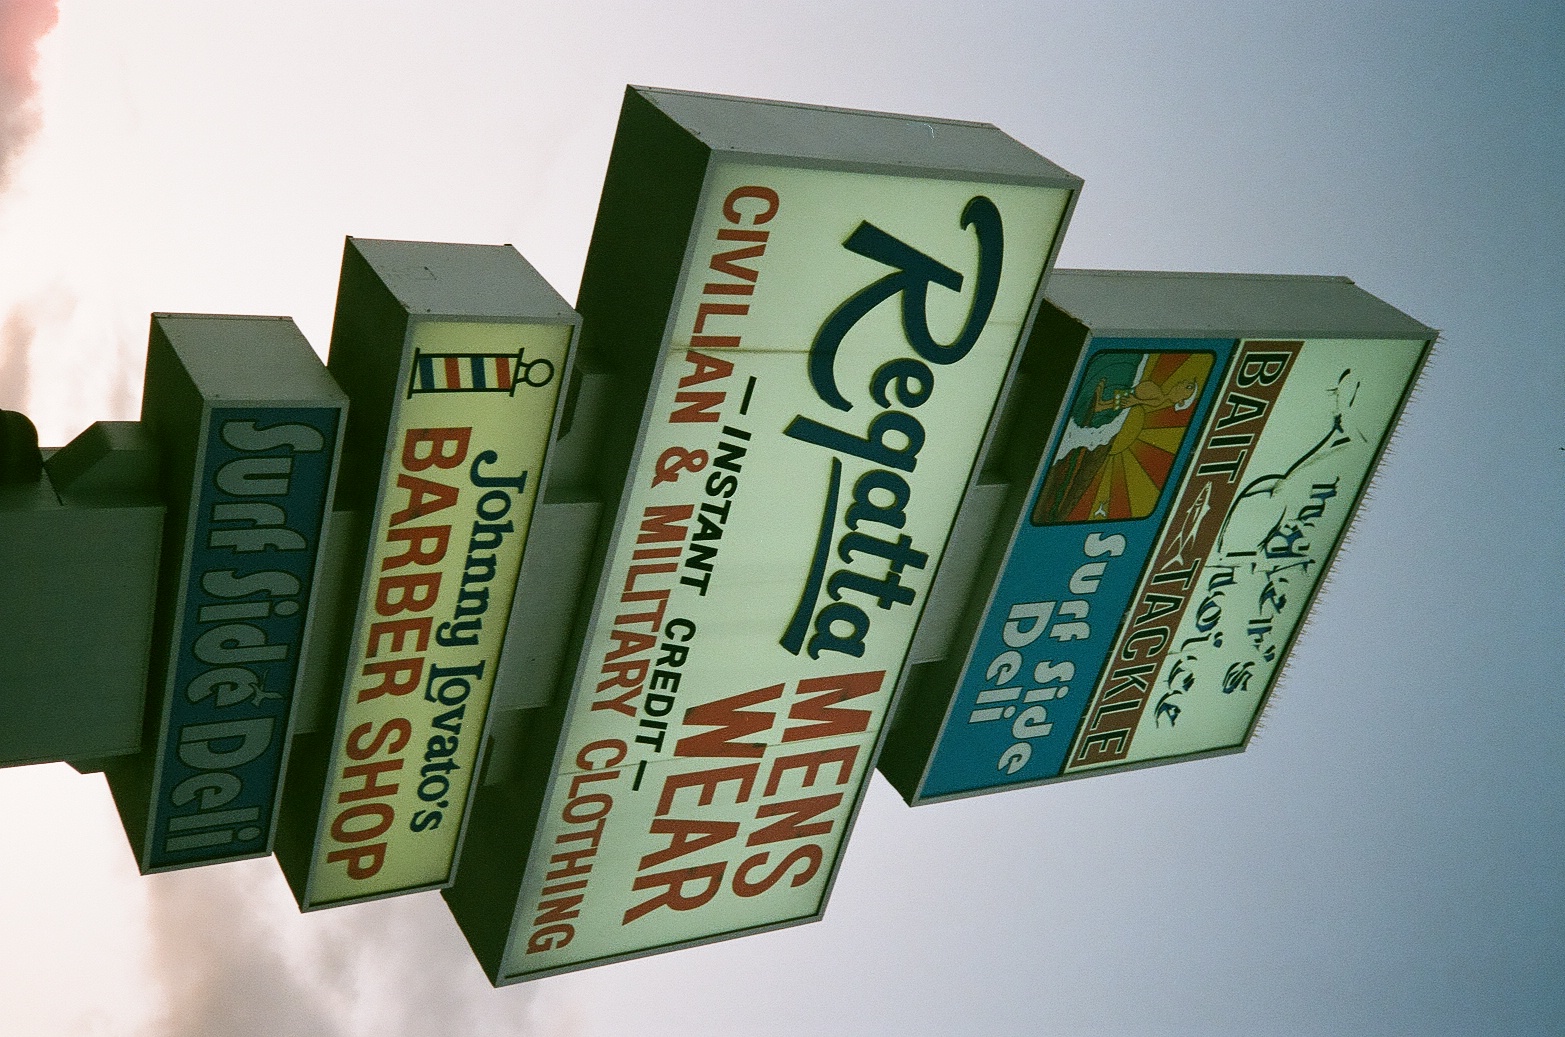 BAIT TACKLE
Surf Side
Deli
Regatta MENS
WEAR
— INSTANT CREDIT —
CIVILIAN & MILITARY CLOTHING
Johnny Lovato's
BARBER SHOP
Surf Side Deli